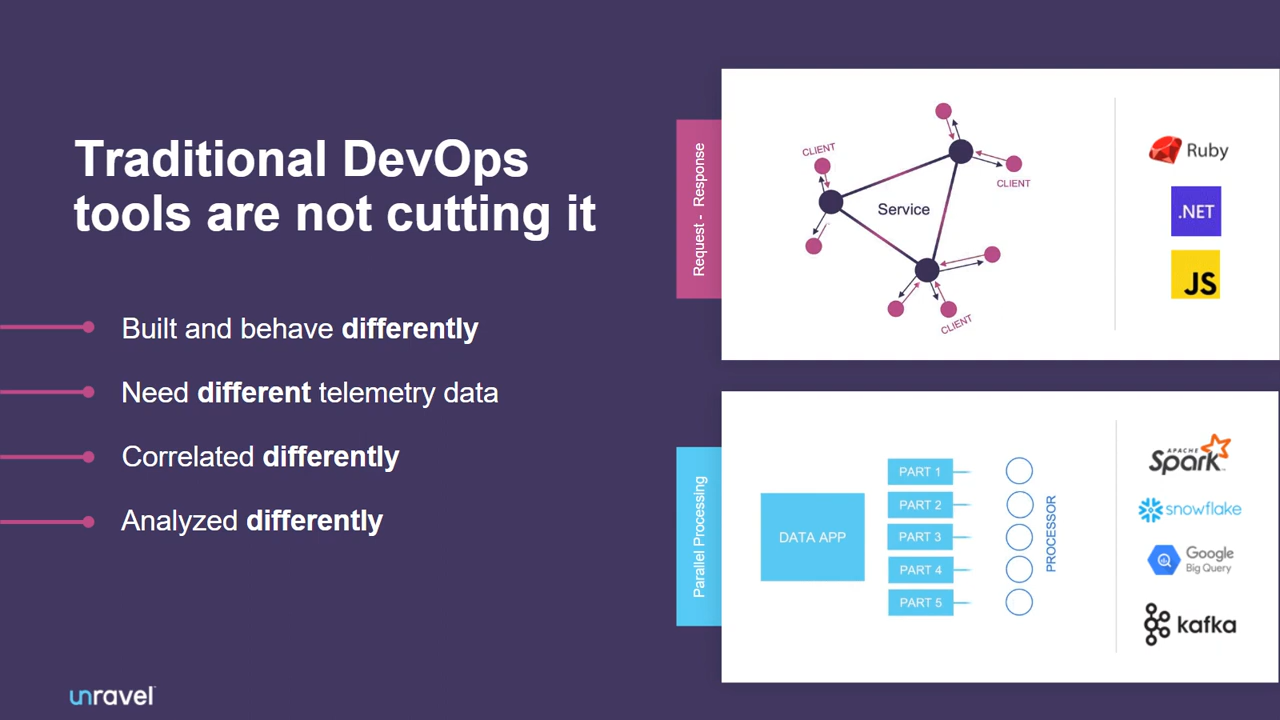 Traditional DevOps
tools are not cutting it
Built and behave differently
Need different telemetry data
Correlated differently
Analyzed differently
unravel
Request - Response
CLIENT
CLIENT
Service
CLIENT
Ruby
.NET
JS
Parallel Processing
DATA APP
PART 1
PART 2
PART 3
PART 4
PART 5
PROCESSOR
APACHE
Spark
snowflake
Google
Big Query
kafka